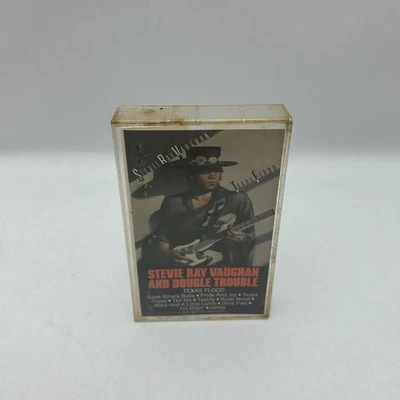 STEVIE RAY VAUGHAN
TEXAS FLOOD
STEVIE RAY VAUGHAN
AND DOUBLE TROUBLE
TEXAS FLOOD
Love Struck Baby • Pride And Joy • Texas
Flood • Tell Me • Testify • Rude Mood •
Mary Had A Little Lamb • Dirty Pool •
I'm Cryin' • Lenny